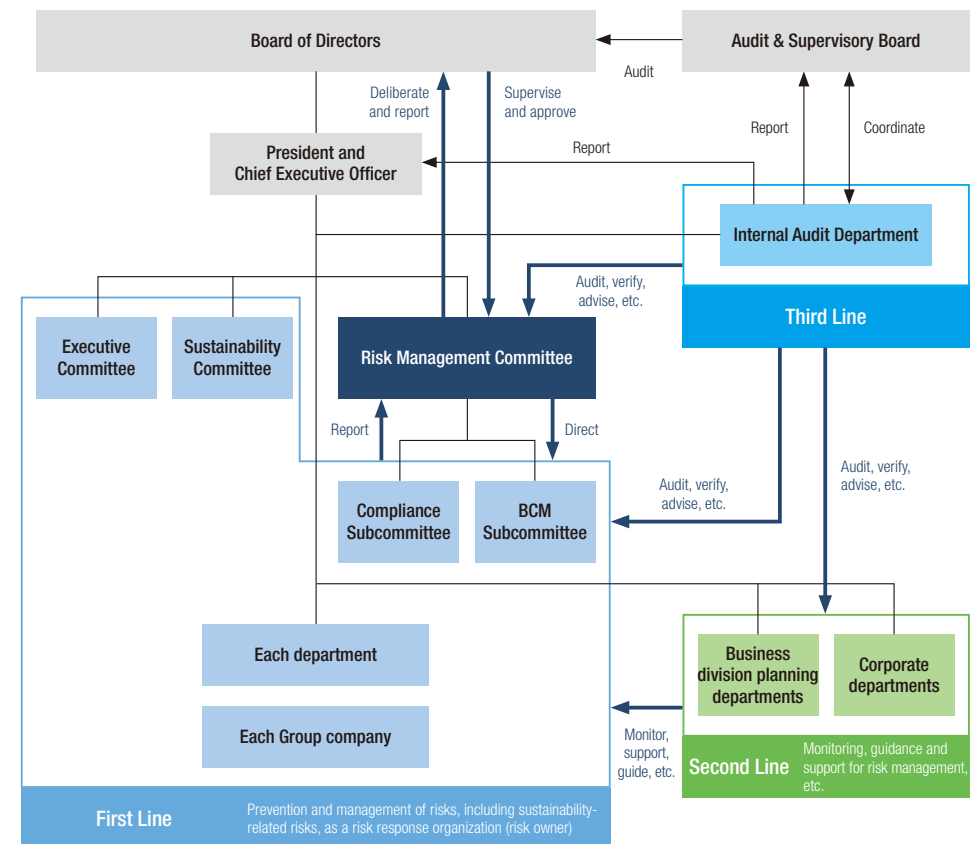 Board of Directors
Audit & Supervisory Board
Audit
Deliberate
and report
Supervise
and approve
Report
Coordinate
President and
Chief Executive Officer
Report
Internal Audit Department
Audit, verify,
advise, etc.
Third Line
Executive
Committee
Sustainability
Committee
Risk Management Committee
Report
Direct
Audit, verify,
advise, etc.
Audit, verify,
advise, etc.
Compliance
Subcommittee
BCM
Subcommittee
Each department
Business
division planning
departments
Corporate
departments
Each Group company
Monitor,
support,
guide, etc.
Second Line
Monitoring, guidance and
support for risk management,
etc.
First Line
Prevention and management of risks, including sustainability-
related risks, as a risk response organization (risk owner)